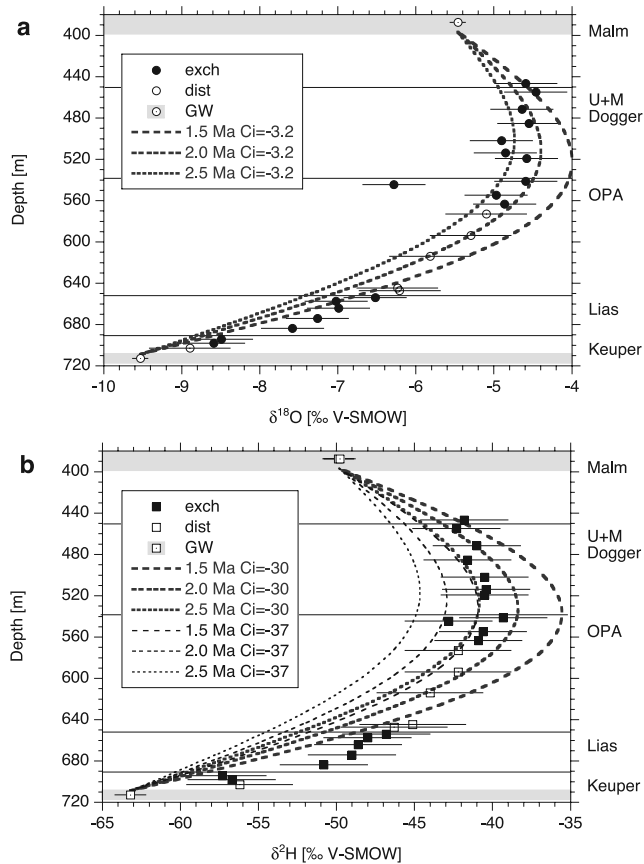 a
400
440
480
520
560
600
640
680
720
Depth [m]
exch
dist
GW
1.5 Ma Ci=-3.2
2.0 Ma Ci=-3.2
2.5 Ma Ci=-3.2
Malm
U+M
Dogger
OPA
Lias
Keuper
-10 -9 -8 -7 -6 -5 -4
δ¹⁸O [‰ V-SMOW]
b
400
440
480
520
560
600
640
680
720
Depth [m]
exch
dist
GW
1.5 Ma Ci=-30
2.0 Ma Ci=-30
2.5 Ma Ci=-30
1.5 Ma Ci=-37
2.0 Ma Ci=-37
2.5 Ma Ci=-37
Malm
U+M
Dogger
OPA
Lias
Keuper
-65 -60 -55 -50 -45 -40 -35
δ²H [‰ V-SMOW]